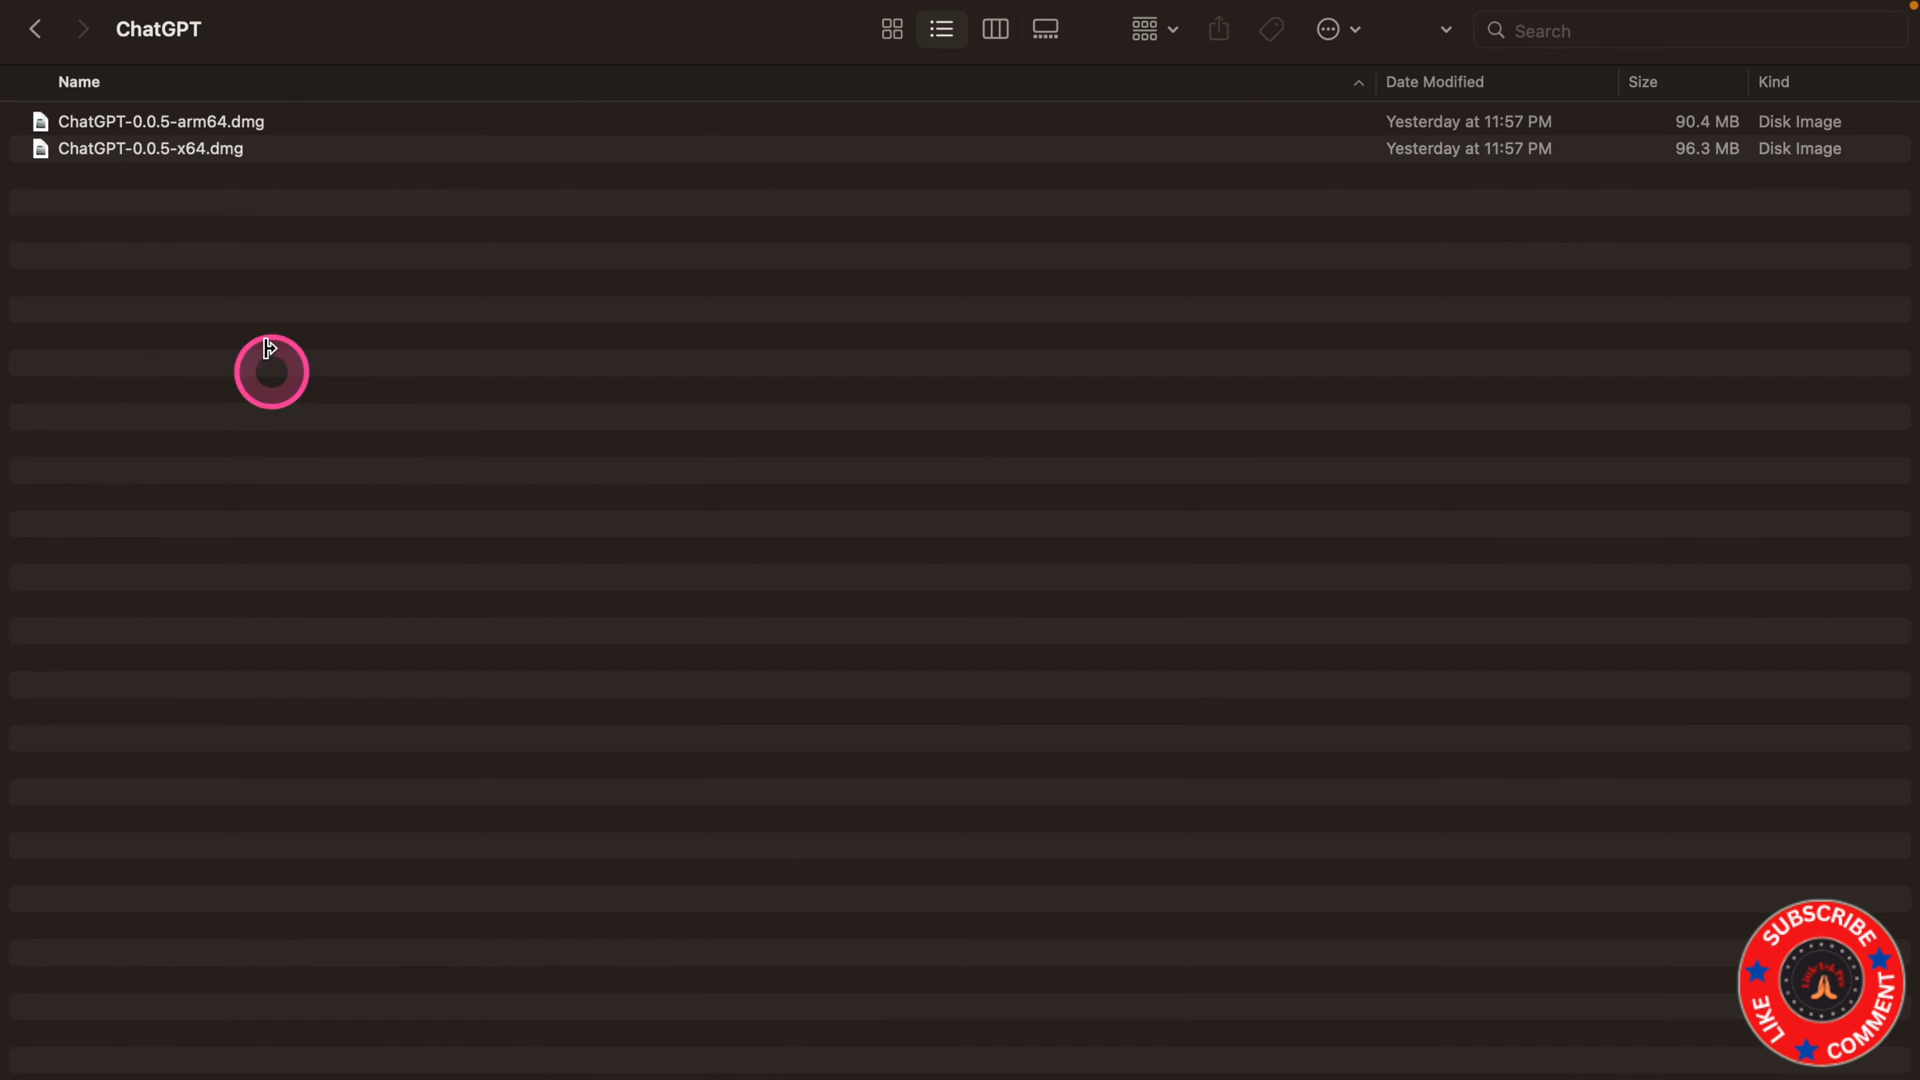 ChatGPT
Search
Name Date Modified Size Kind
ChatGPT-0.0.5-arm64.dmg Yesterday at 11:57 PM 90.4 MB Disk Image
ChatGPT-0.0.5-x64.dmg Yesterday at 11:57 PM 96.3 MB Disk Image
SUBSCRIBE
LIKE
COMMENT